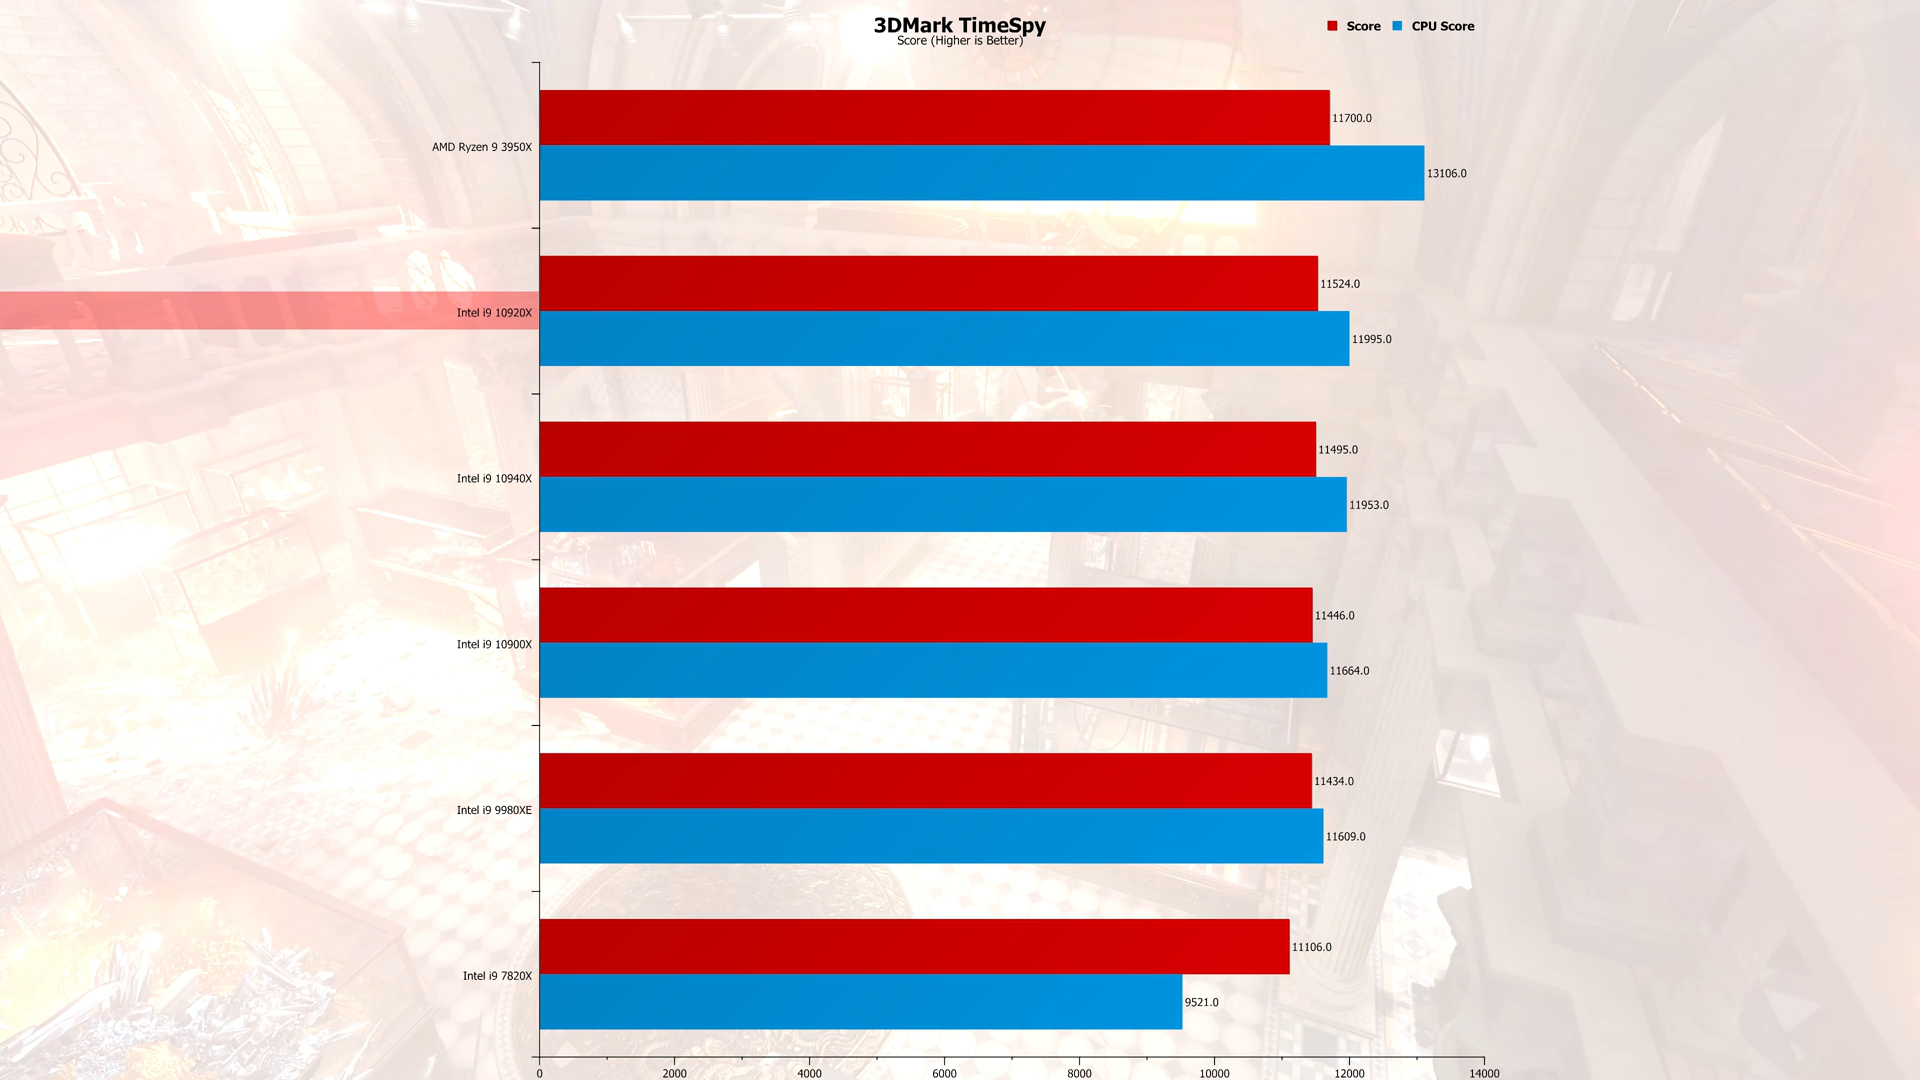 3DMark TimeSpy
Score (Higher is Better)
Score CPU Score
AMD Ryzen 9 3950X
11700.0
13106.0
Intel i9 10920X
11524.0
11995.0
Intel i9 10940X
11495.0
11953.0
Intel i9 10900X
11446.0
11664.0
Intel i9 9980XE
11434.0
11609.0
Intel i9 7820X
11106.0
9521.0
0 2000 4000 6000 8000 10000 12000 14000